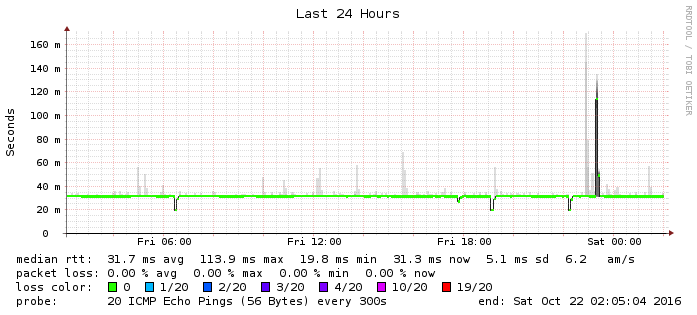 Last 24 Hours
RRDTOOL / TOBI OETIKER
Seconds
160 m
140 m
120 m
100 m
80 m
60 m
40 m
20 m
0
Fri 06:00 Fri 12:00 Fri 18:00 Sat 00:00
median rtt: 31.7 ms avg 113.9 ms max 19.8 ms min 31.3 ms now 5.1 ms sd 6.2 am/s
packet loss: 0.00 % avg 0.00 % max 0.00 % min 0.00 % now
loss color: 0 1/20 2/20 3/20 4/20 10/20 19/20
probe: 20 ICMP Echo Pings (56 Bytes) every 300s end: Sat Oct 22 02:05:04 2016